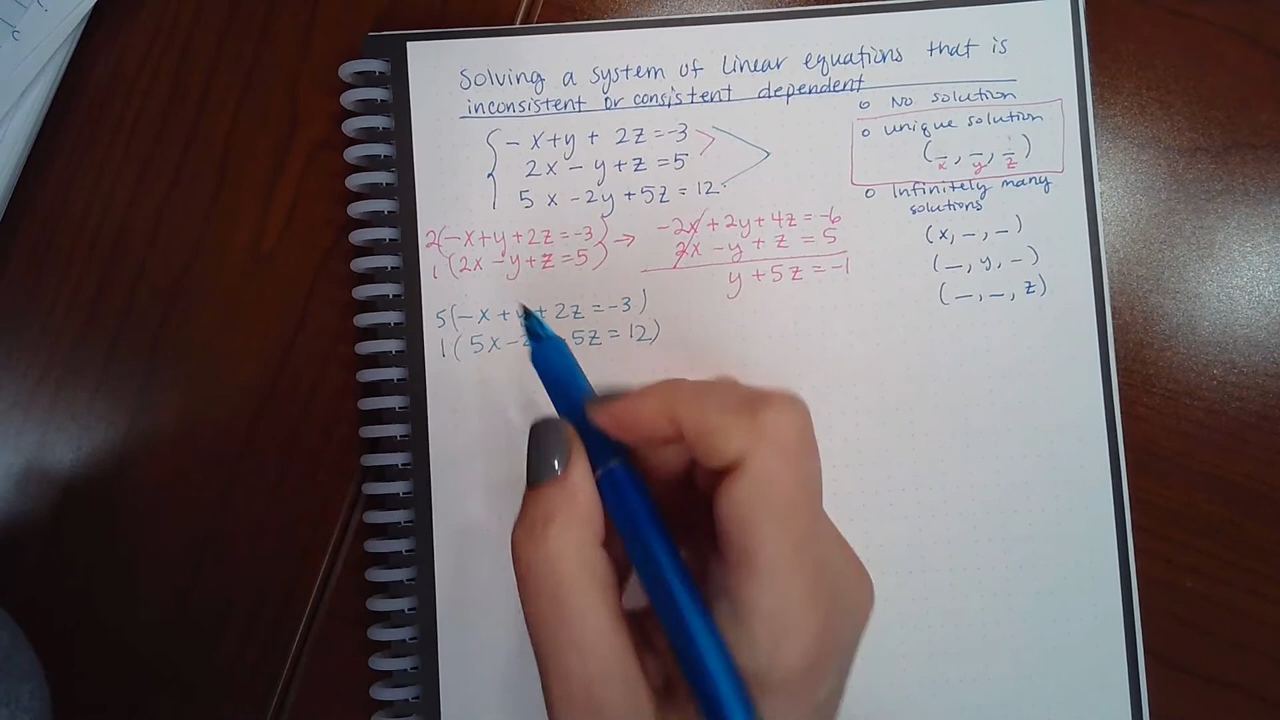 c
Solving a system of linear equations that is
inconsistent or consistent dependent
-x+y+2z=-3
2x-y+z=5
5x-2y+5z=12
o No solution
o unique solution
(_, _, _)
x y z
o Infinitely many
solutions
(x, -, -)
(_, y, -)
(-, -, z)
2(-x+y+2z=-3)
1(2x-y+z=5)
→ -2x+2y+4z=-6
2x-y+z=5
y+5z=-1
5(-x+y+2z=-3)
1(5x- 5z=12)